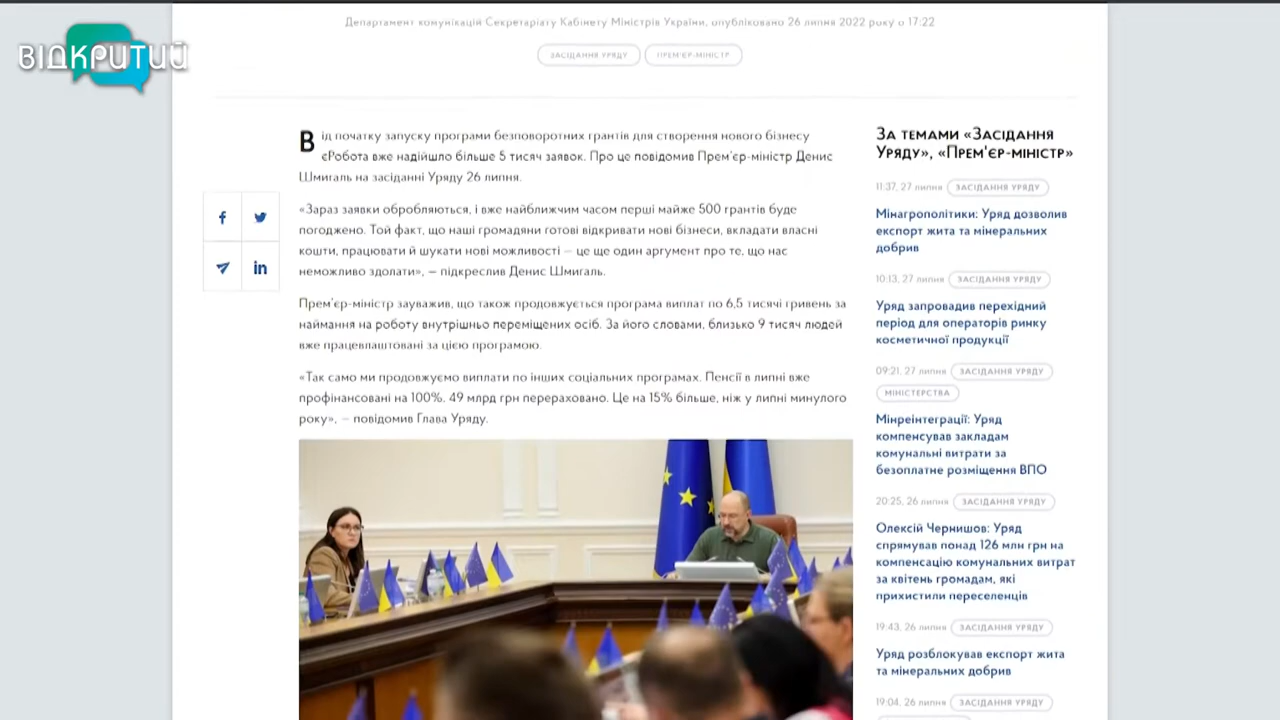 Департамент комунікацій Секретаріату Кабінету Міністрів України, опубліковано 26 липня 2022 року о 17:22
ВІДКРИТИЙ
ЗАСІДАННЯ УРЯДУ
ПРЕМ'ЄР-МІНІСТР
Від початку запуску програми безповоротних грантів для створення нового бізнесу
єРобота вже надійшло більше 5 тисяч заявок. Про це повідомив Прем'єр-міністр Денис
Шмигаль на засіданні Уряду 26 липня.
«Зараз заявки обробляються, і вже найближчим часом перші майже 500 грантів буде
погоджено. Той факт, що наші громадяни готові відкривати нові бізнеси, вкладати власні
кошти, працювати й шукати нові можливості – це ще один аргумент про те, що нас
неможливо здолати», – підкреслив Денис Шмигаль.
Прем'єр-міністр зауважив, що також продовжується програма виплат по 6,5 тисячі гривень за
наймання на роботу внутрішньо переміщених осіб. За його словами, близько 9 тисяч людей
вже працевлаштовані за цією програмою.
«Так само ми продовжуємо виплати по інших соціальних програмах. Пенсії в липні вже
профінансовані на 100%. 49 млрд грн перераховано. Це на 15% більше, ніж у липні минулого
року», – повідомив Глава Уряду.
За темами «Засідання
Уряду», «Прем'єр-міністр»
11:37, 27 липня ЗАСІДАННЯ УРЯДУ
Мінагрополітики: Уряд дозволив
експорт жита та мінеральних
добрив
10:13, 27 липня ЗАСІДАННЯ УРЯДУ
Уряд запровадив перехідний
період для операторів ринку
косметичної продукції
09:21, 27 липня ЗАСІДАННЯ УРЯДУ
МІНІСТЕРСТВА
Мінреінтеграції: Уряд
компенсував закладам
комунальні витрати за
безоплатне розміщення ВПО
20:25, 26 липня ЗАСІДАННЯ УРЯДУ
Олексій Чернишов: Уряд
спрямував понад 126 млн грн на
компенсацію комунальних витрат
за квітень громадам, які
прихистили переселенців
19:43, 26 липня ЗАСІДАННЯ УРЯДУ
Уряд розблокував експорт жита
та мінеральних добрив
19:04, 26 липня ЗАСІДАННЯ УРЯДУ